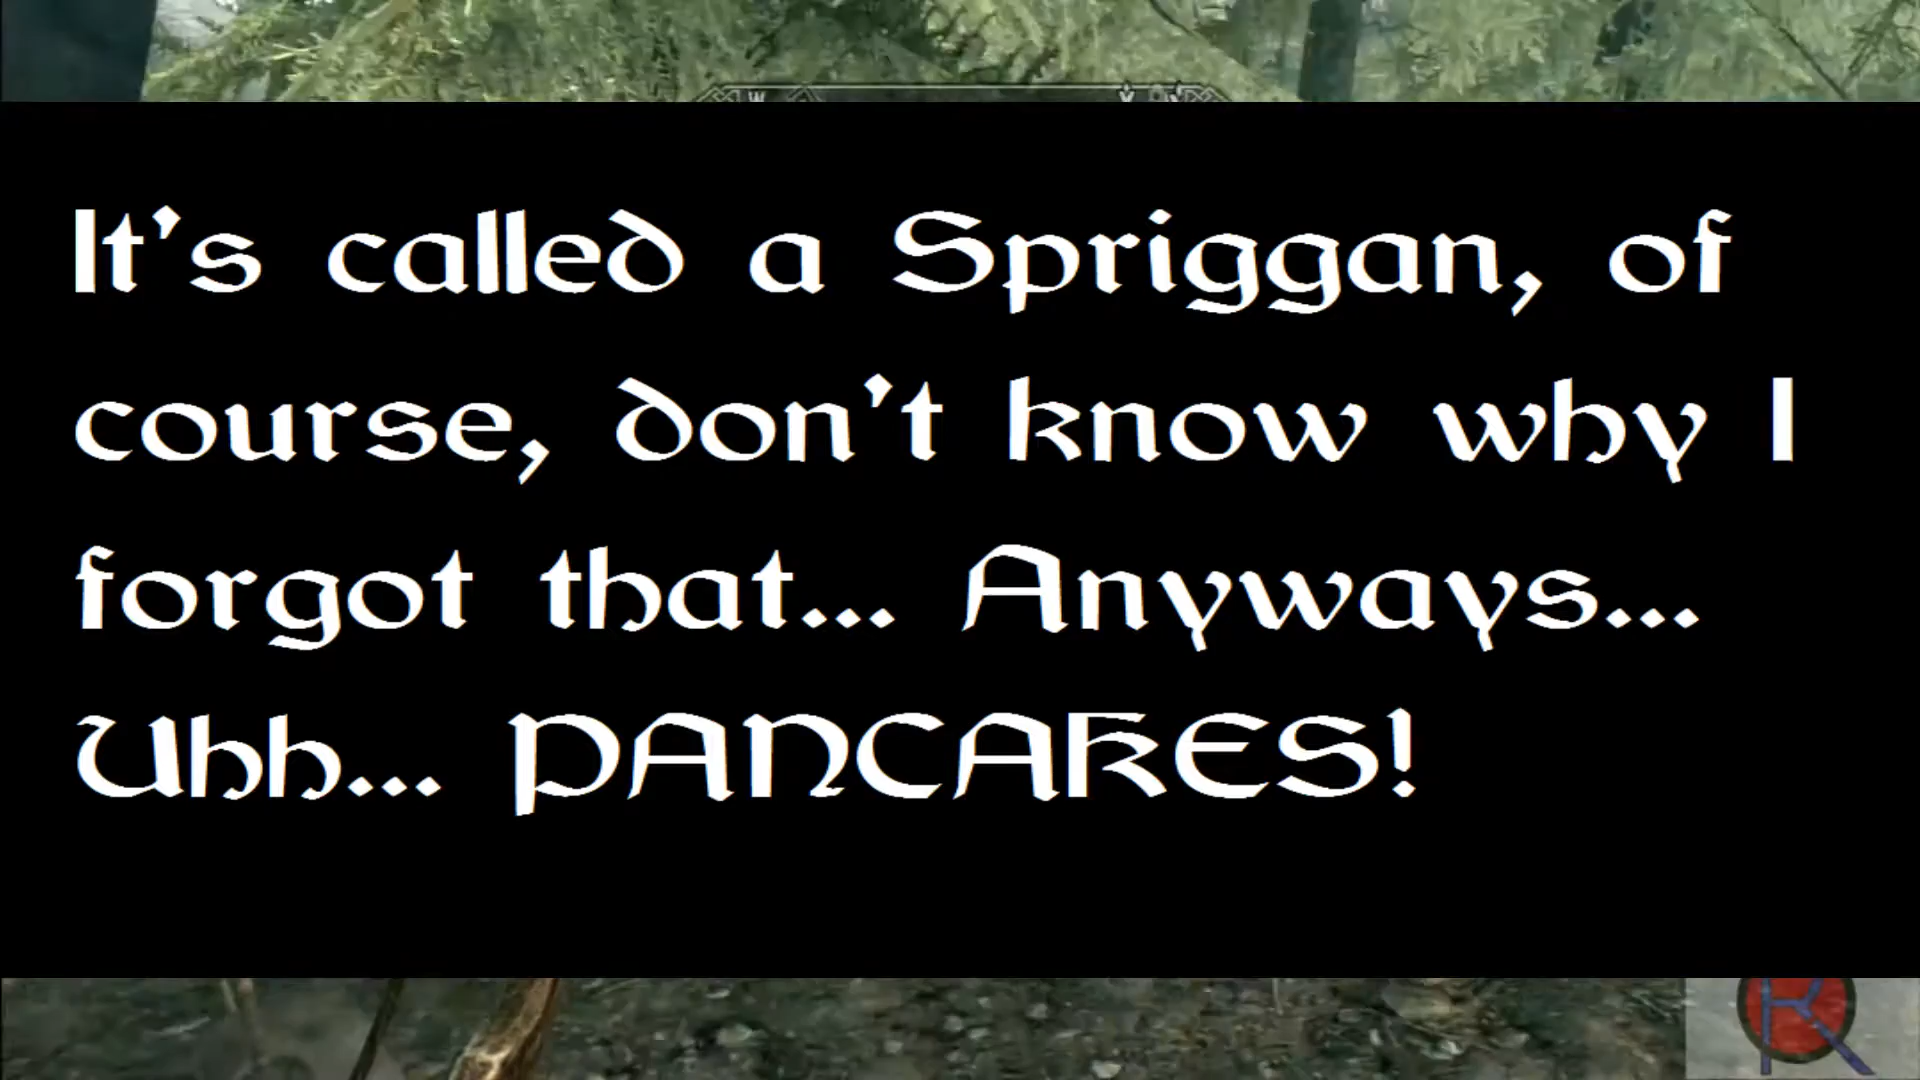 W
It's called a Spriggan, of
course, don't know why I
forgot that... Anyways...
Uhh... PANCAKES!
K